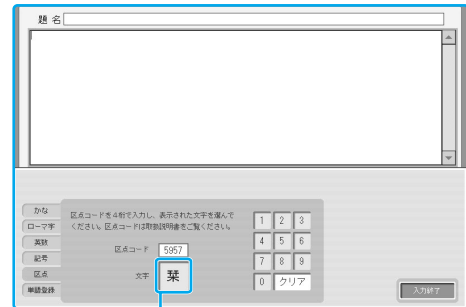 題 名
かな
ローマ字
英数
記号
区点
単語登録
区点コードを4桁で入力し、表示された文字を選んで
ください。区点コードは取扱説明書をご覧ください。
区点コード 5957
文字 栞
1 2 3
4 5 6
7 8 9
0 クリア
入力終了